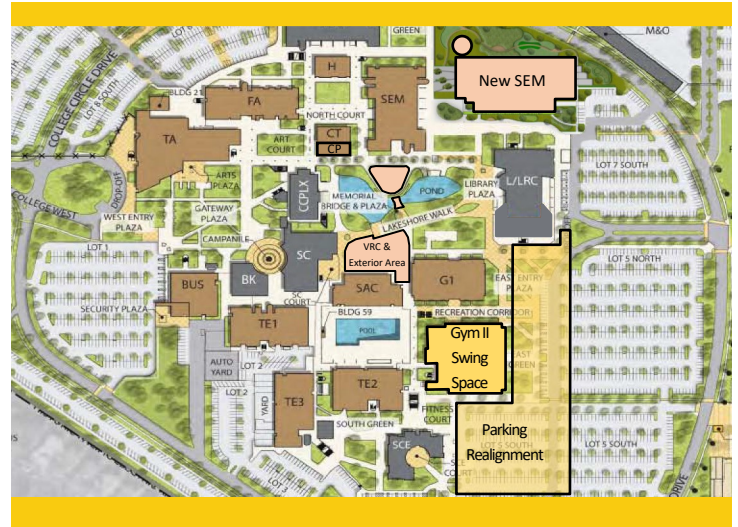 GREEN
M&O
H
BLDG 21
COLLEGE CIRCLE DRIVE
LOT 8 SOUTH
New SEM
FA
SEM
NORTH COURT
TA
ART
COURT
CT
CP
ARTS
PLAZA
CCPLX
MEMORIAL
BRIDGE & PLAZA
POND
LIBRARY
PLAZA
L/LRC
LOT 7 SOUTH
DROP-OFF
COLLEGE WEST
WEST ENTRY
PLAZA
GATEWAY
PLAZA
LAKESHORE WALK
CAMPANILE
LOT 1
SC
VRC &
Exterior Area
LOT 5 NORTH
BK
BUS
SC
COURT
SAC
G1
EAST ENTRY
PLAZA
SECURITY PLAZA
BLDG 59
RECREATION CORRIDOR
TE1
POOL
Gym II
Swing
Space
EAST
GREEN
AUTO
YARD
LOT 2
LOT 2
YARD
TE3
TE2
FITNESS
COURT
SOUTH GREEN
SCE
Parking
Realignment
LOT 5 SOUTH
LOT 5 SOUTH
LOT 3
DRIVE